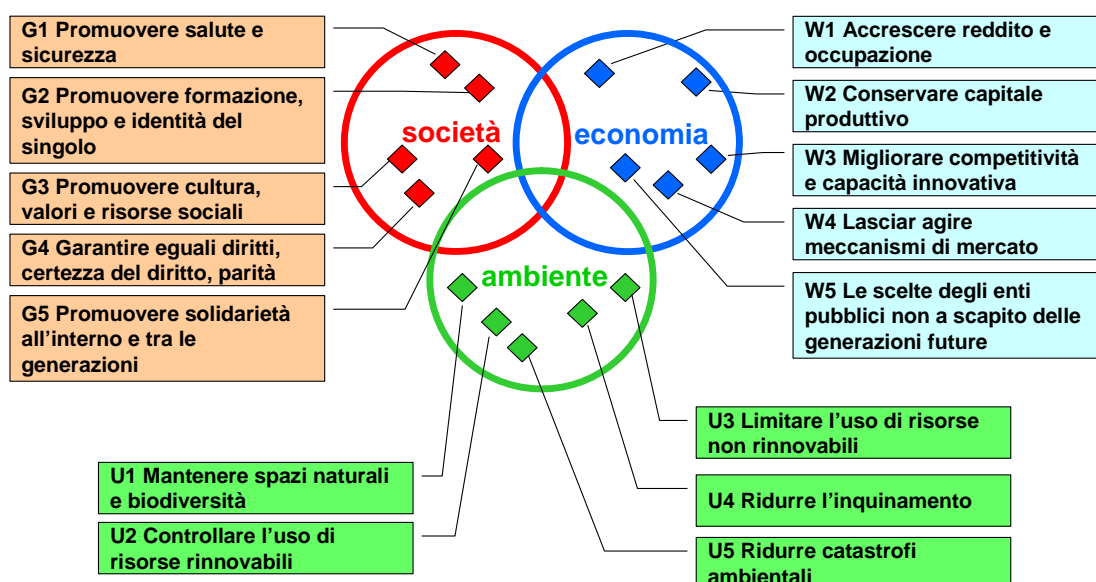 G1 Promuovere salute e
sicurezza
G2 Promuovere formazione,
sviluppo e identità del
singolo
G3 Promuovere cultura,
valori e risorse sociali
G4 Garantire eguali diritti,
certezza del diritto, parità
G5 Promuovere solidarietà
all'interno e tra le
generazioni
società
economia
ambiente
W1 Accrescere reddito e
occupazione
W2 Conservare capitale
produttivo
W3 Migliorare competitività
e capacità innovativa
W4 Lasciar agire
meccanismi di mercato
W5 Le scelte degli enti
pubblici non a scapito delle
generazioni future
U1 Mantenere spazi naturali
e biodiversità
U2 Controllare l'uso di
risorse rinnovabili
U3 Limitare l'uso di risorse
non rinnovabili
U4 Ridurre l'inquinamento
U5 Ridurre catastrofi
ambientali